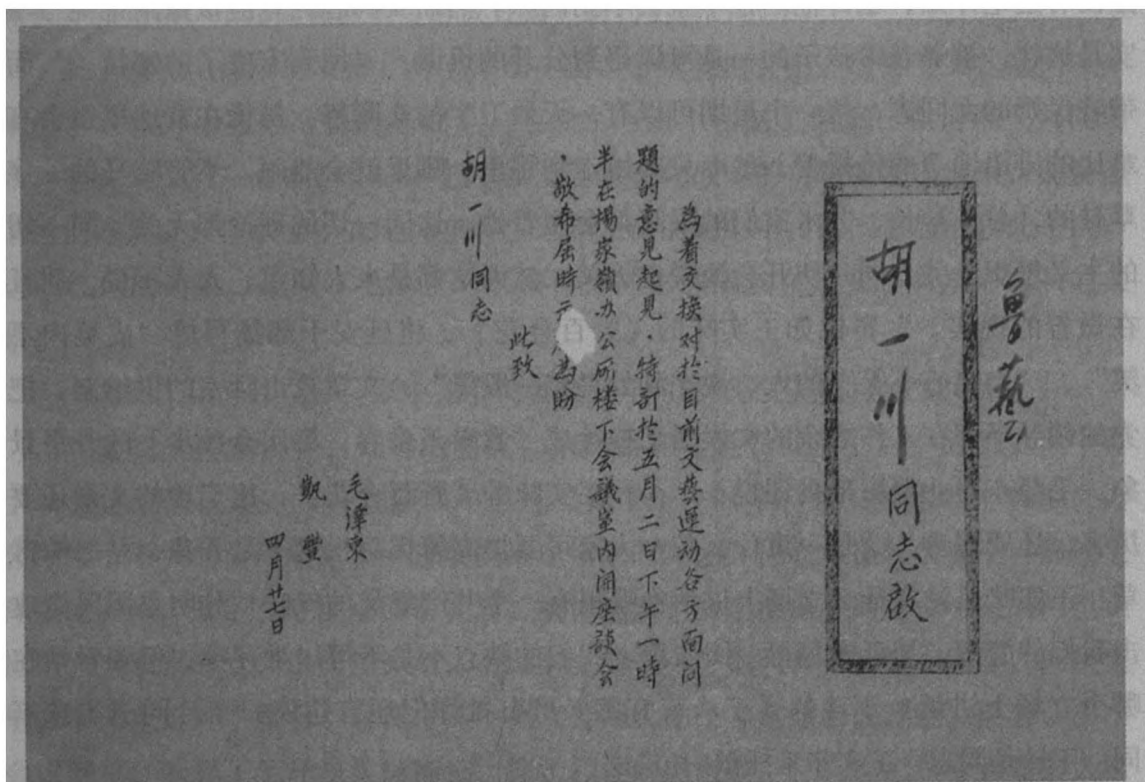 魯藝
胡一川同志啟
為着交換對於目前文藝運动各方面问
題的意見起見．特訂於五月二日下午一時
半在楊家嶺办公所楼下会議室内開座談会
．敬希屆時為盼
此致
胡一川同志
毛澤東
凱豐
四月廿七日